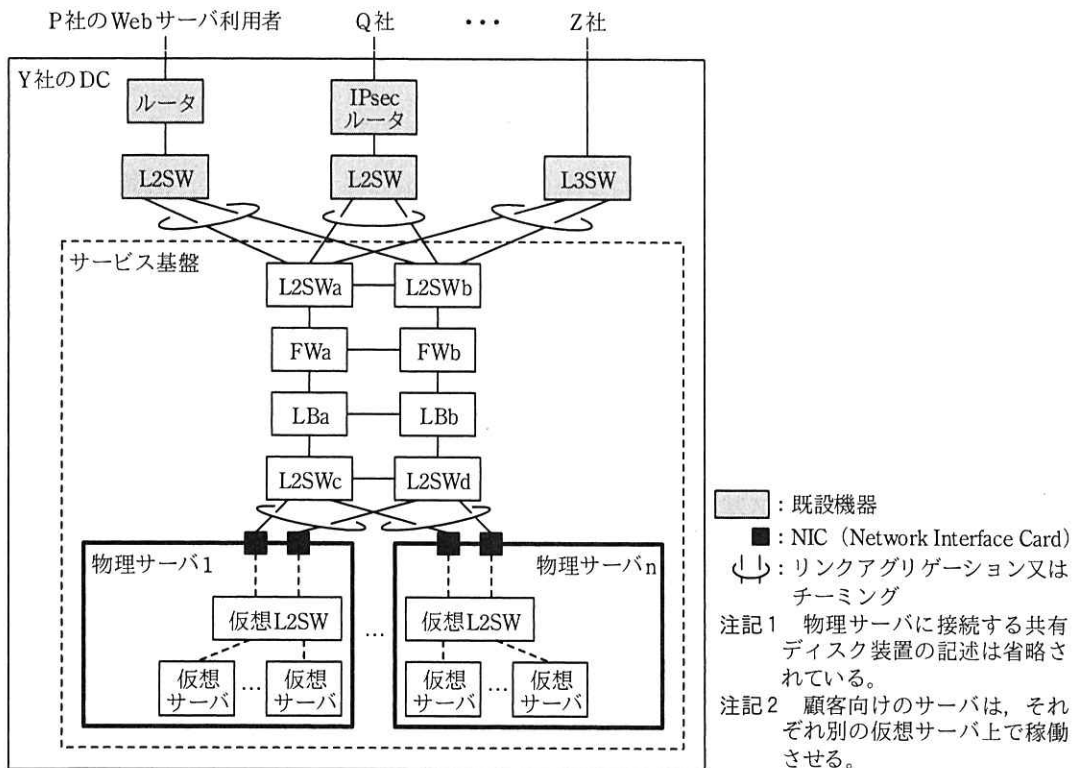 P社のWebサーバ利用者
Q社
・・・
Z社
Y社のDC
ルータ
IPsec
ルータ
L2SW
L2SW
L3SW
サービス基盤
L2SWa
L2SWb
FWa
FWb
LBa
LBb
L2SWc
L2SWd
物理サーバ1
物理サーバn
仮想L2SW
…
仮想L2SW
仮想
サーバ
…
仮想
サーバ
仮想
サーバ
…
仮想
サーバ
:既設機器
:NIC(Network Interface Card)
:リンクアグリゲーション又は
チーミング
注記1 物理サーバに接続する共有
ディスク装置の記述は省略さ
れている。
注記2 顧客向けのサーバは,それ
ぞれ別の仮想サーバ上で稼働
させる。